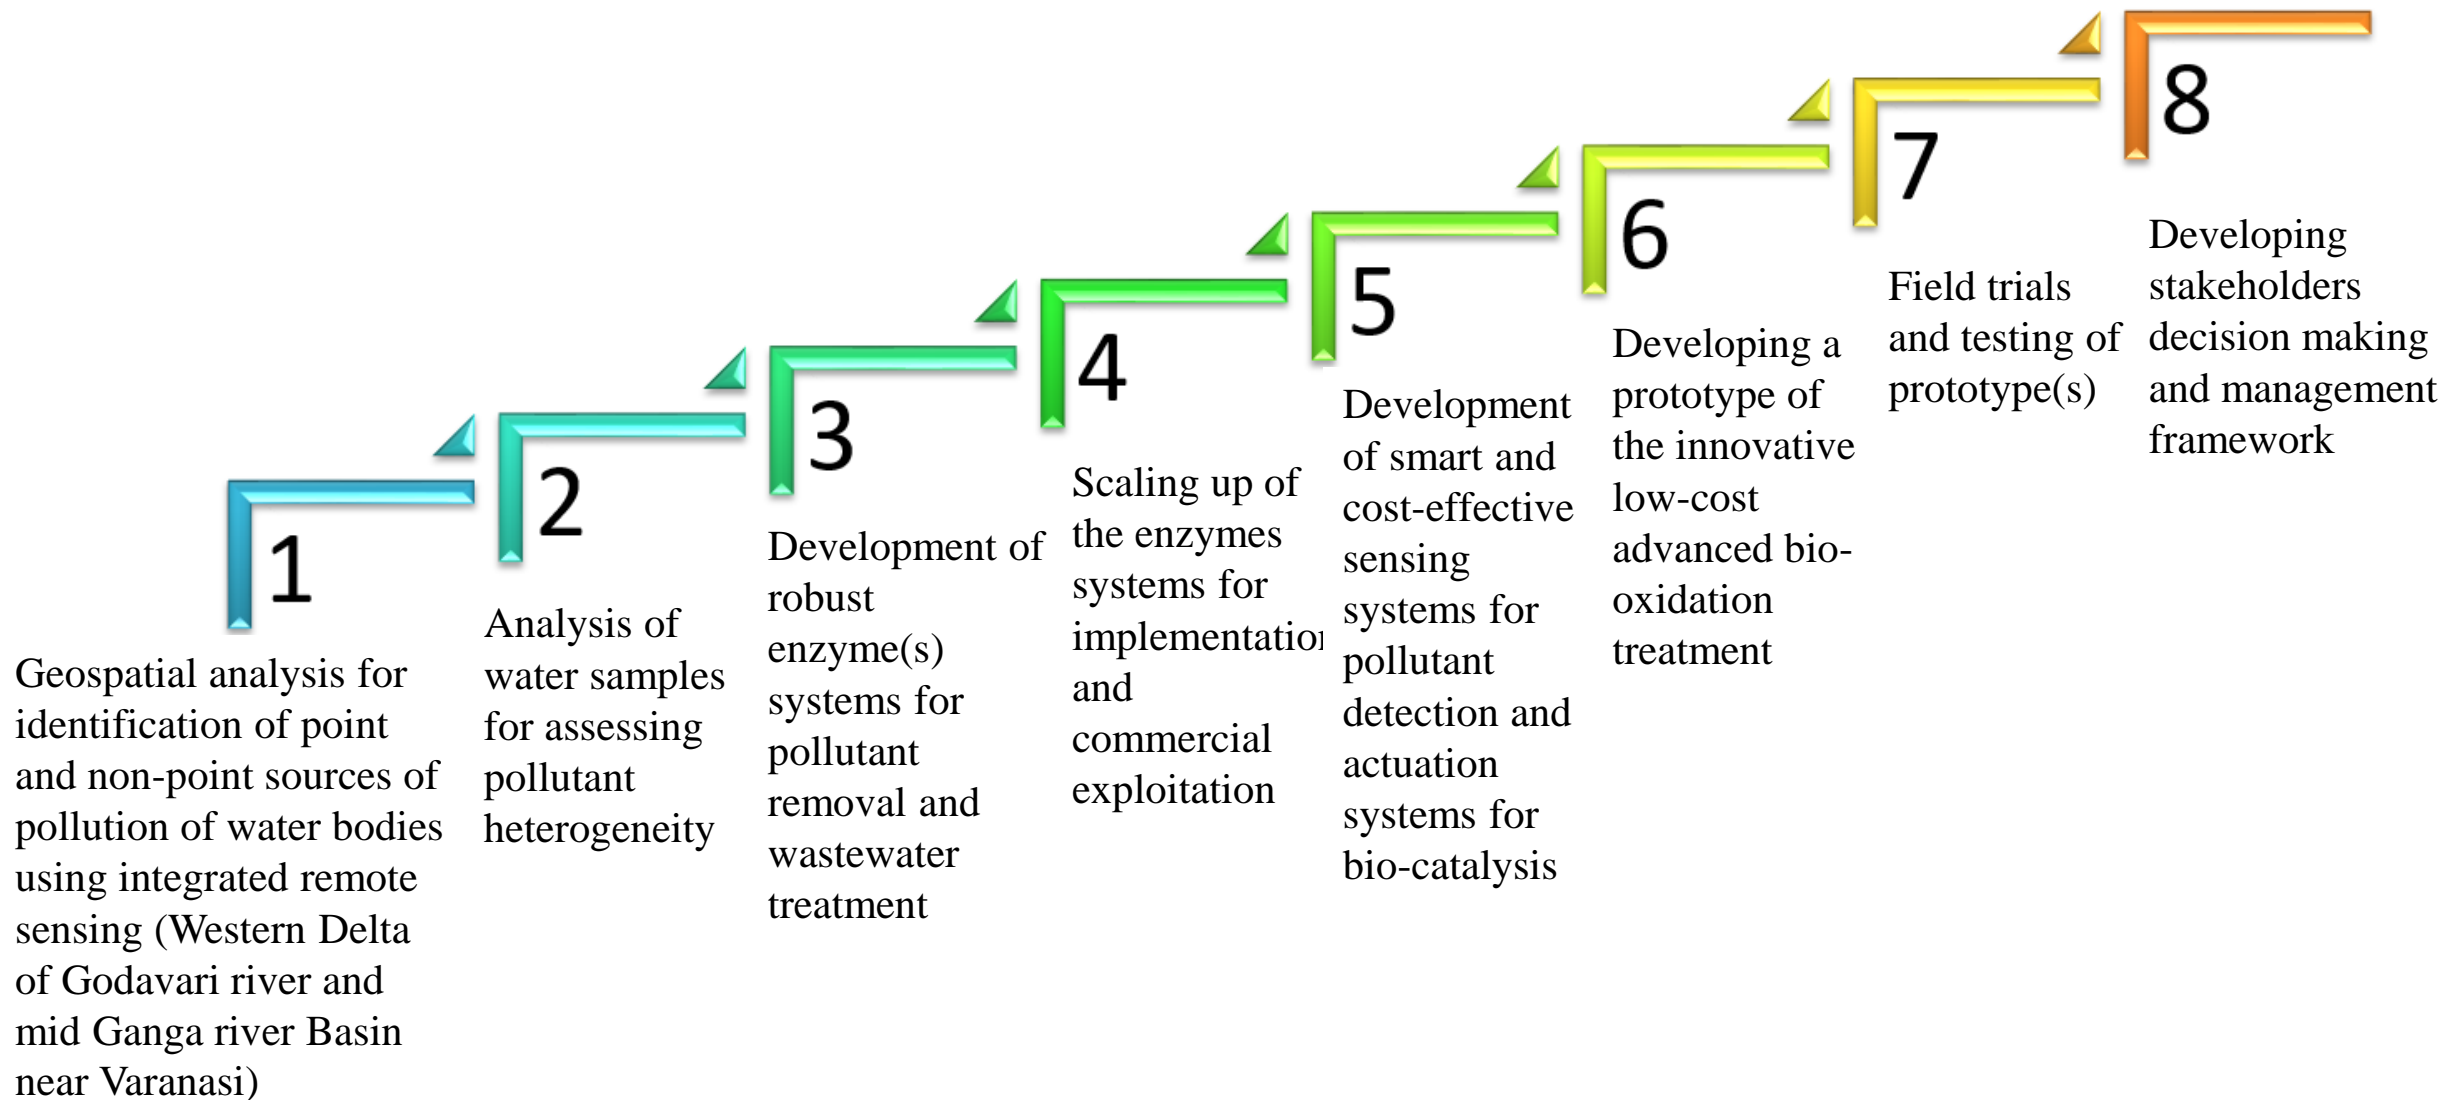 1
Geospatial analysis for
identification of point
and non-point sources of
pollution of water bodies
using integrated remote
sensing (Western Delta
of Godavari river and
mid Ganga river Basin
near Varanasi)
2
Analysis of
water samples
for assessing
pollutant
heterogeneity
3
Development of
robust
enzyme(s)
systems for
pollutant
removal and
wastewater
treatment
4
Scaling up of
the enzymes
systems for
implementation
and
commercial
exploitation
5
Development
of smart and
cost-effective
sensing
systems for
pollutant
detection and
actuation
systems for
bio-catalysis
6
Developing a
prototype of
the innovative
low-cost
advanced bio-
oxidation
treatment
7
Field trials
and testing of
prototype(s)
8
Developing
stakeholders
decision making
and management
framework